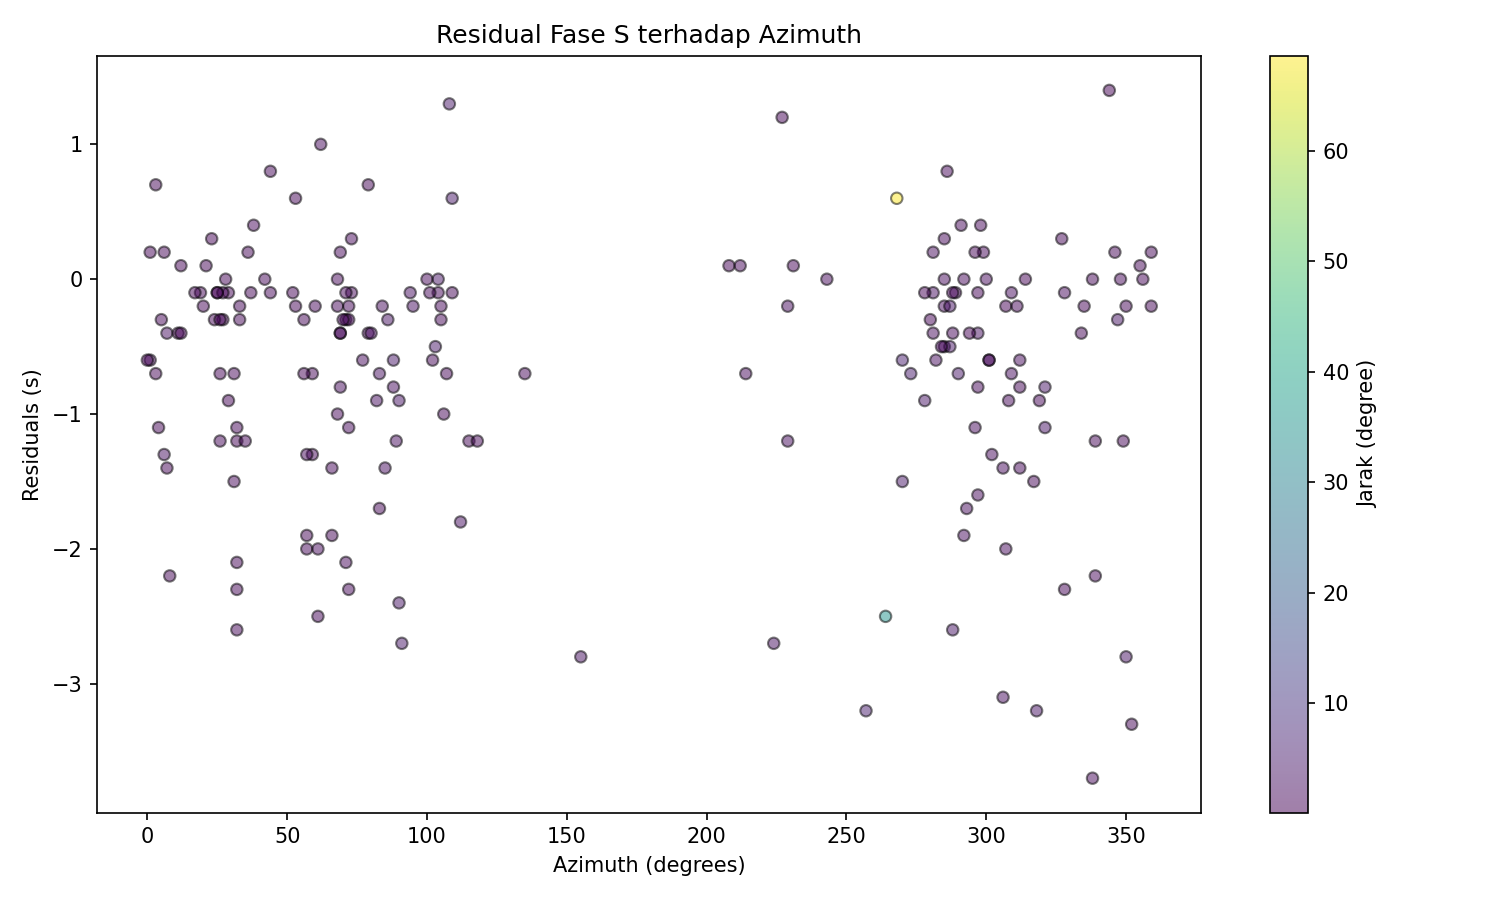 Residual Fase S terhadap Azimuth
Residuals (s)
1
0
−1
−2
−3
0 50 100 150 200 250 300 350
Azimuth (degrees)
60
50
40
30
20
10
Jarak (degree)